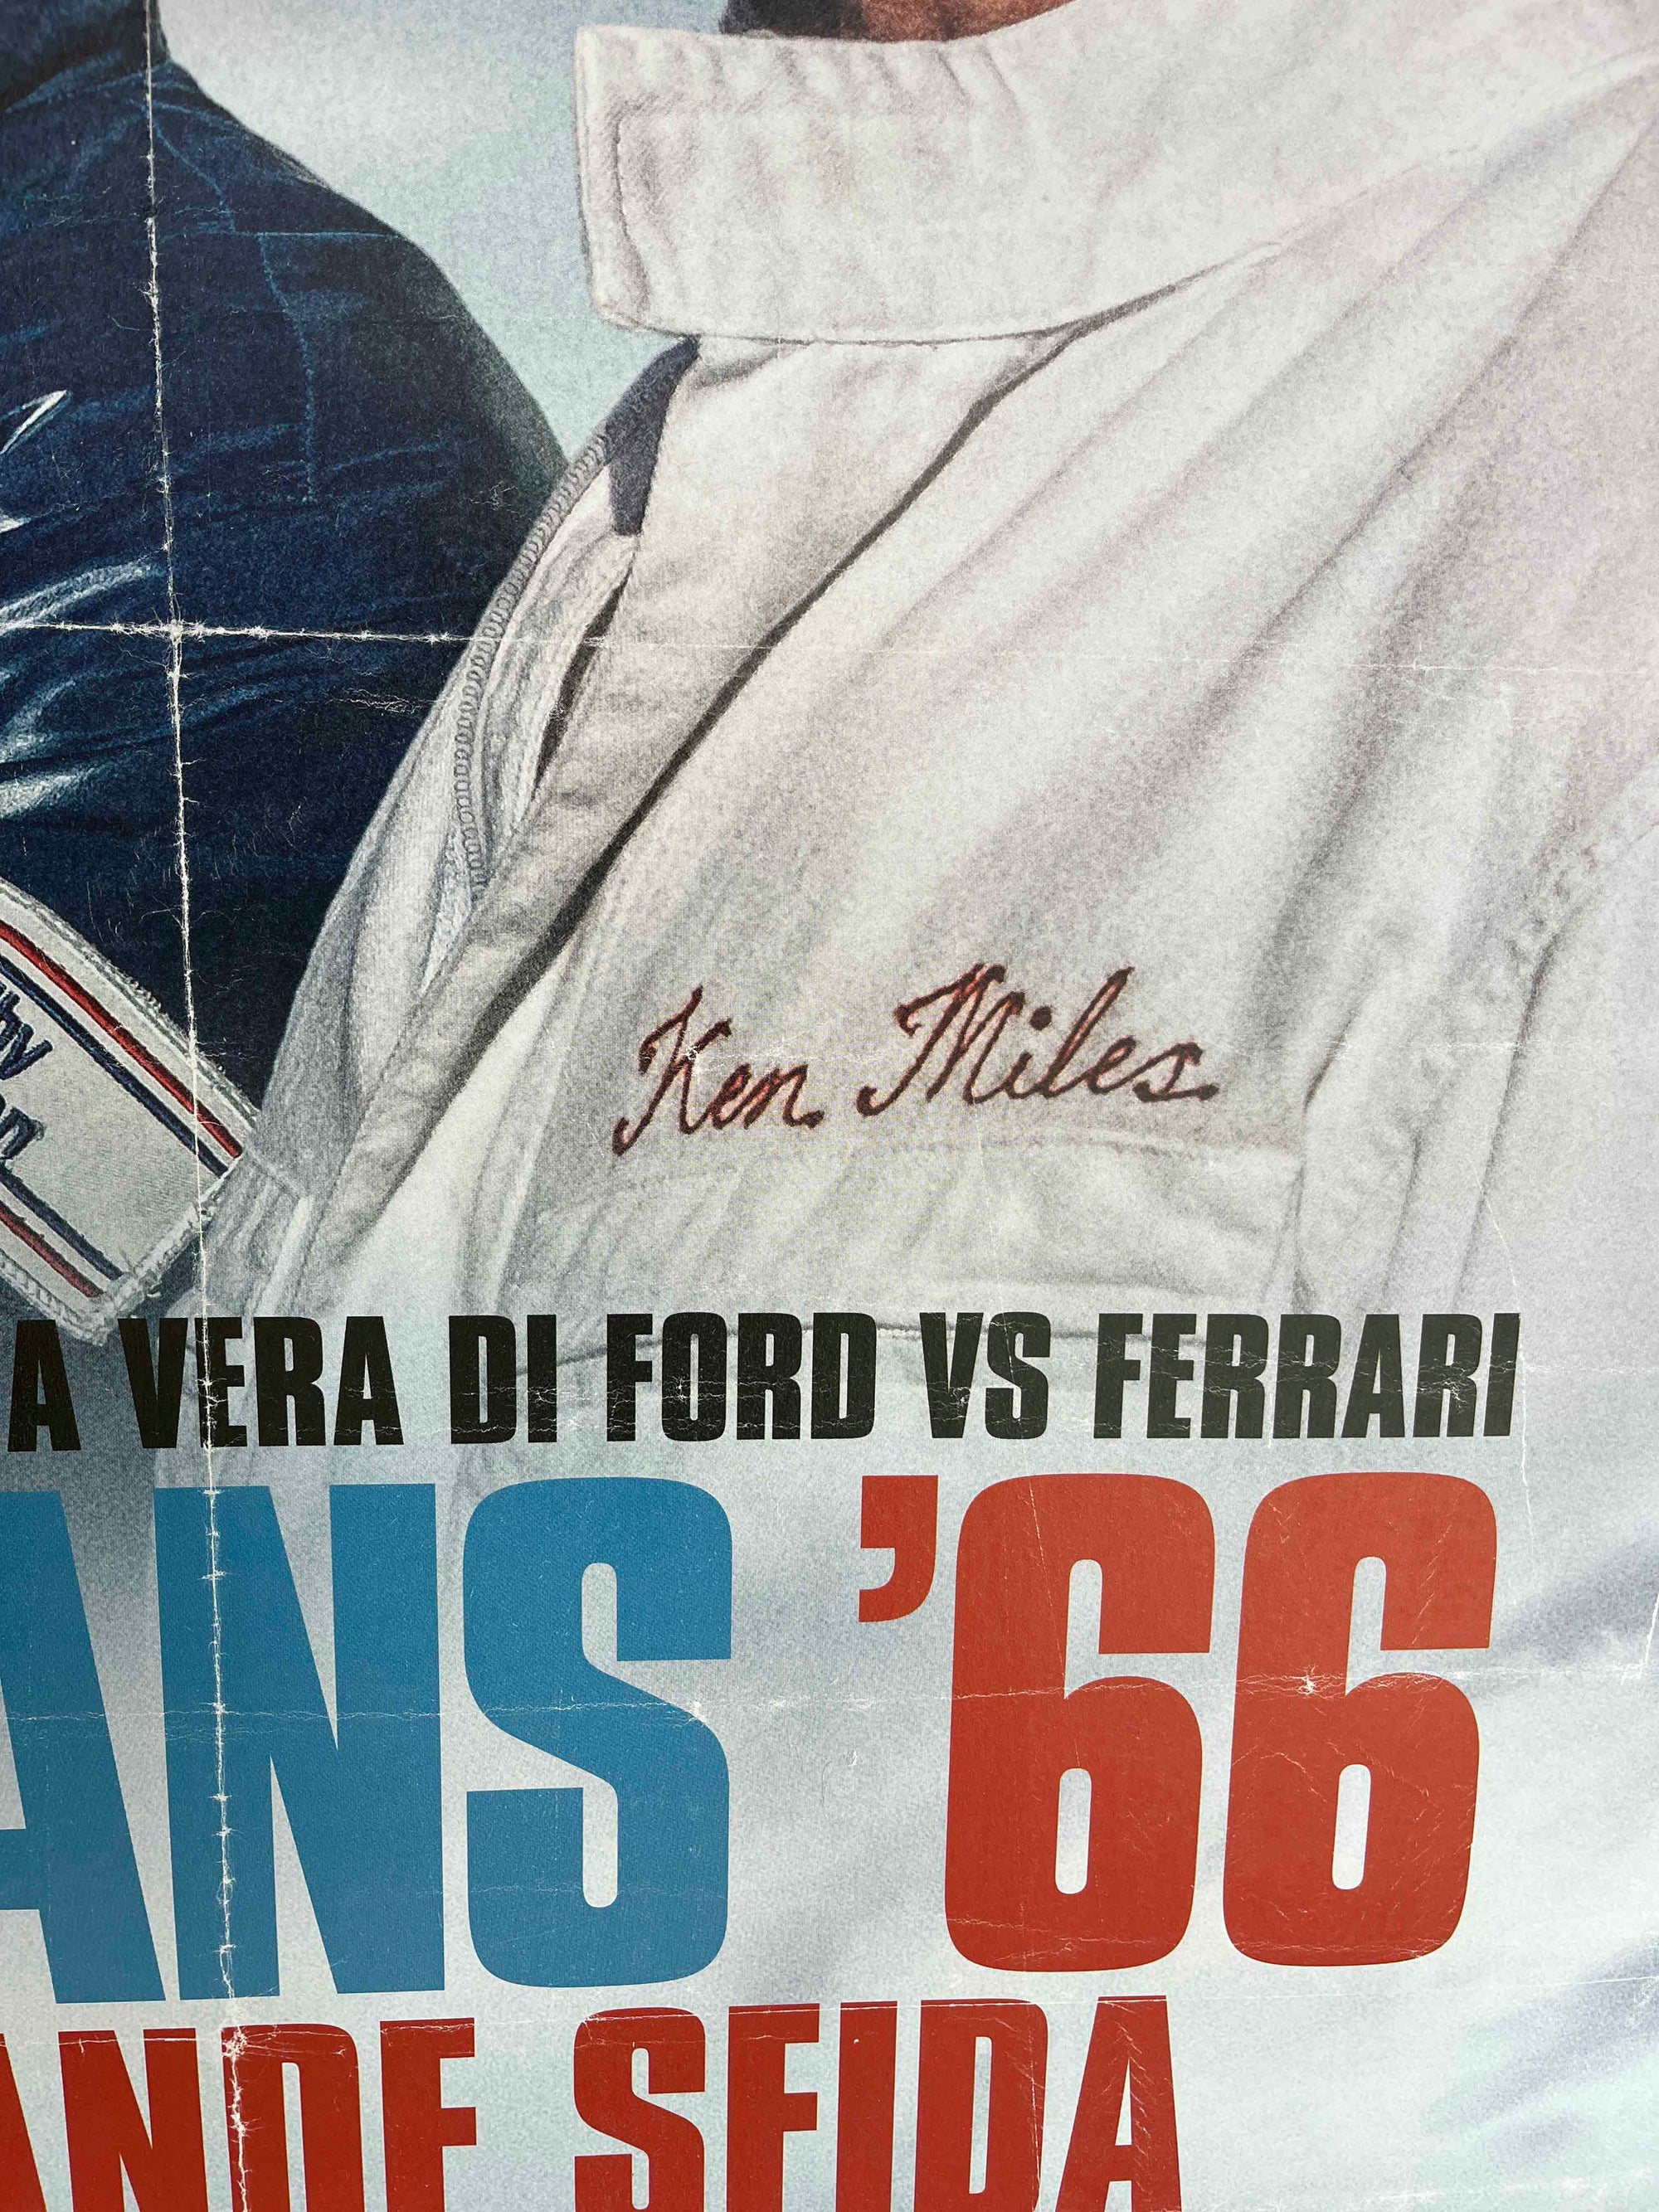 Ken Miles
A VERA DI FORD VS FERRARI
ANS '66
ANDE SFIDA